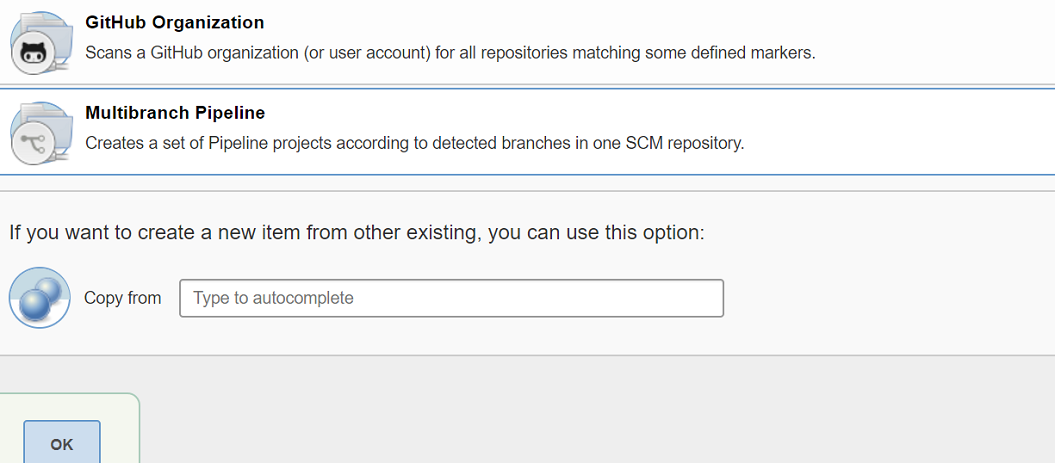 GitHub Organization
Scans a GitHub organization (or user account) for all repositories matching some defined markers.
Multibranch Pipeline
Creates a set of Pipeline projects according to detected branches in one SCM repository.
If you want to create a new item from other existing, you can use this option:
Copy from Type to autocomplete
OK